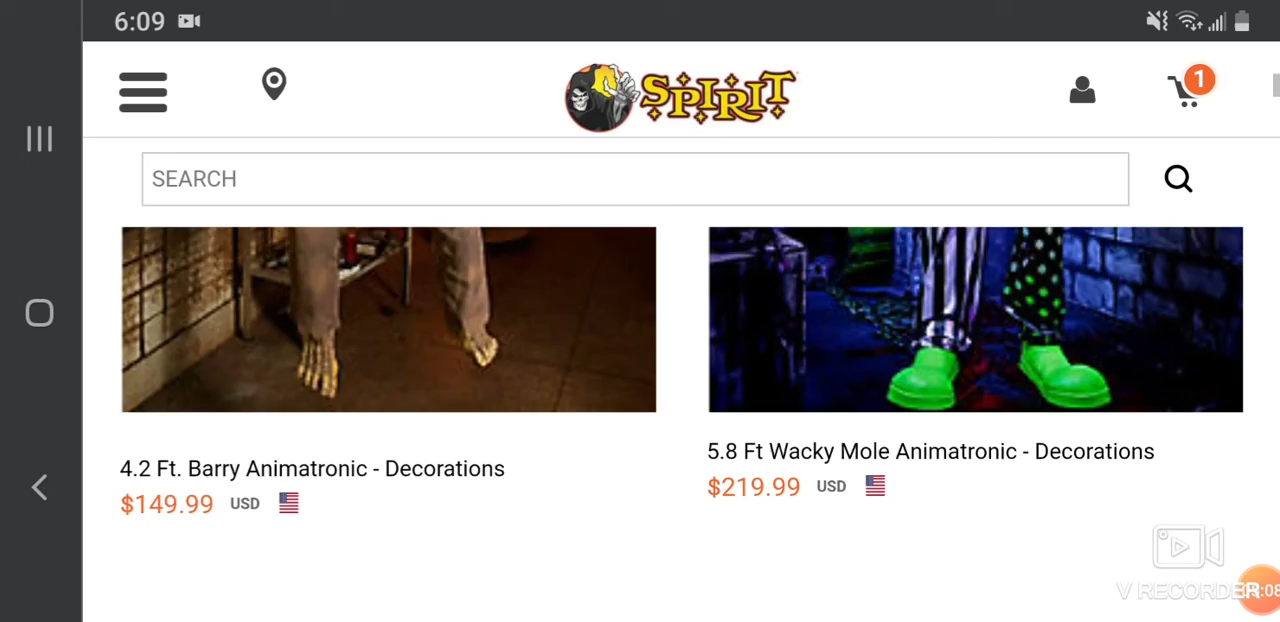 6:09
SPIRIT
1
SEARCH
4.2 Ft. Barry Animatronic - Decorations
$149.99 USD
5.8 Ft Wacky Mole Animatronic - Decorations
$219.99 USD
V RECORDER